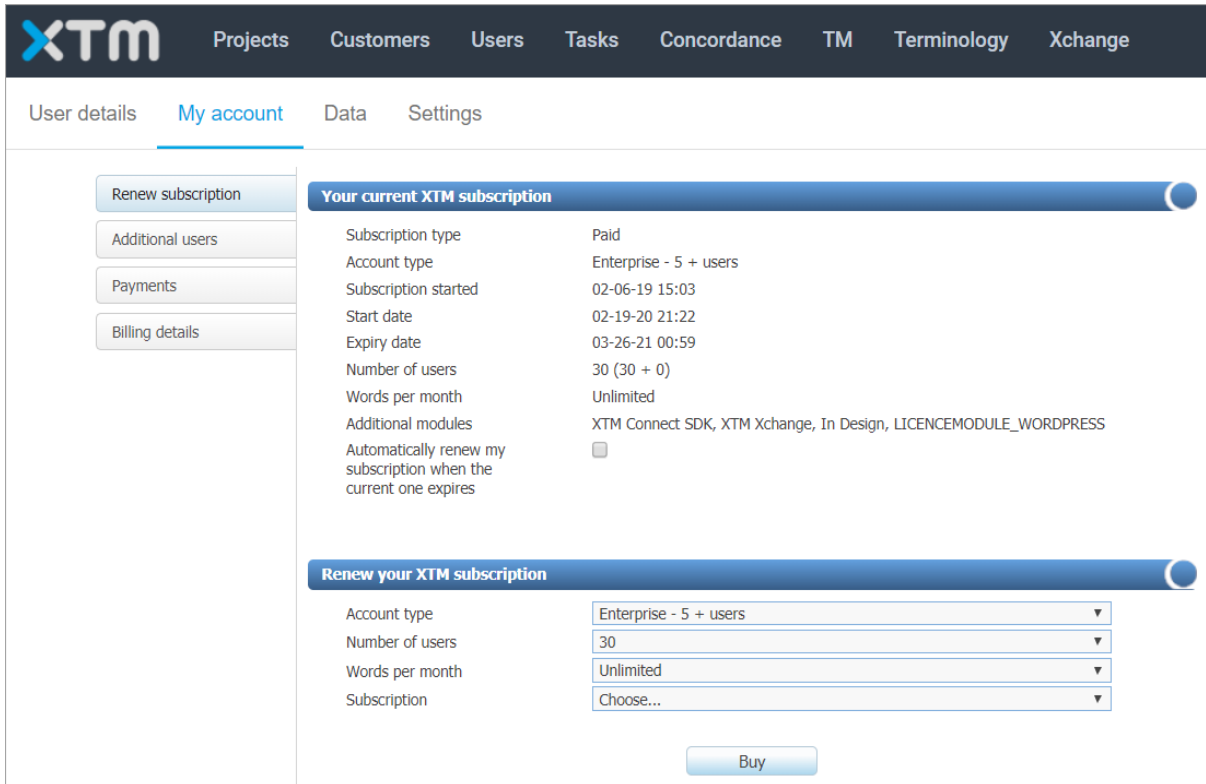 XTM Projects Customers Users Tasks Concordance TM Terminology Xchange
User details My account Data Settings
Renew subscription
Additional users
Payments
Billing details
Your current XTM subscription
Subscription type Paid
Account type Enterprise - 5 + users
Subscription started 02-06-19 15:03
Start date 02-19-20 21:22
Expiry date 03-26-21 00:59
Number of users 30 (30 + 0)
Words per month Unlimited
Additional modules XTM Connect SDK, XTM Xchange, In Design, LICENCEMODULE_WORDPRESS
Automatically renew my
subscription when the
current one expires
Renew your XTM subscription
Account type Enterprise - 5 + users
Number of users 30
Words per month Unlimited
Subscription Choose...
Buy